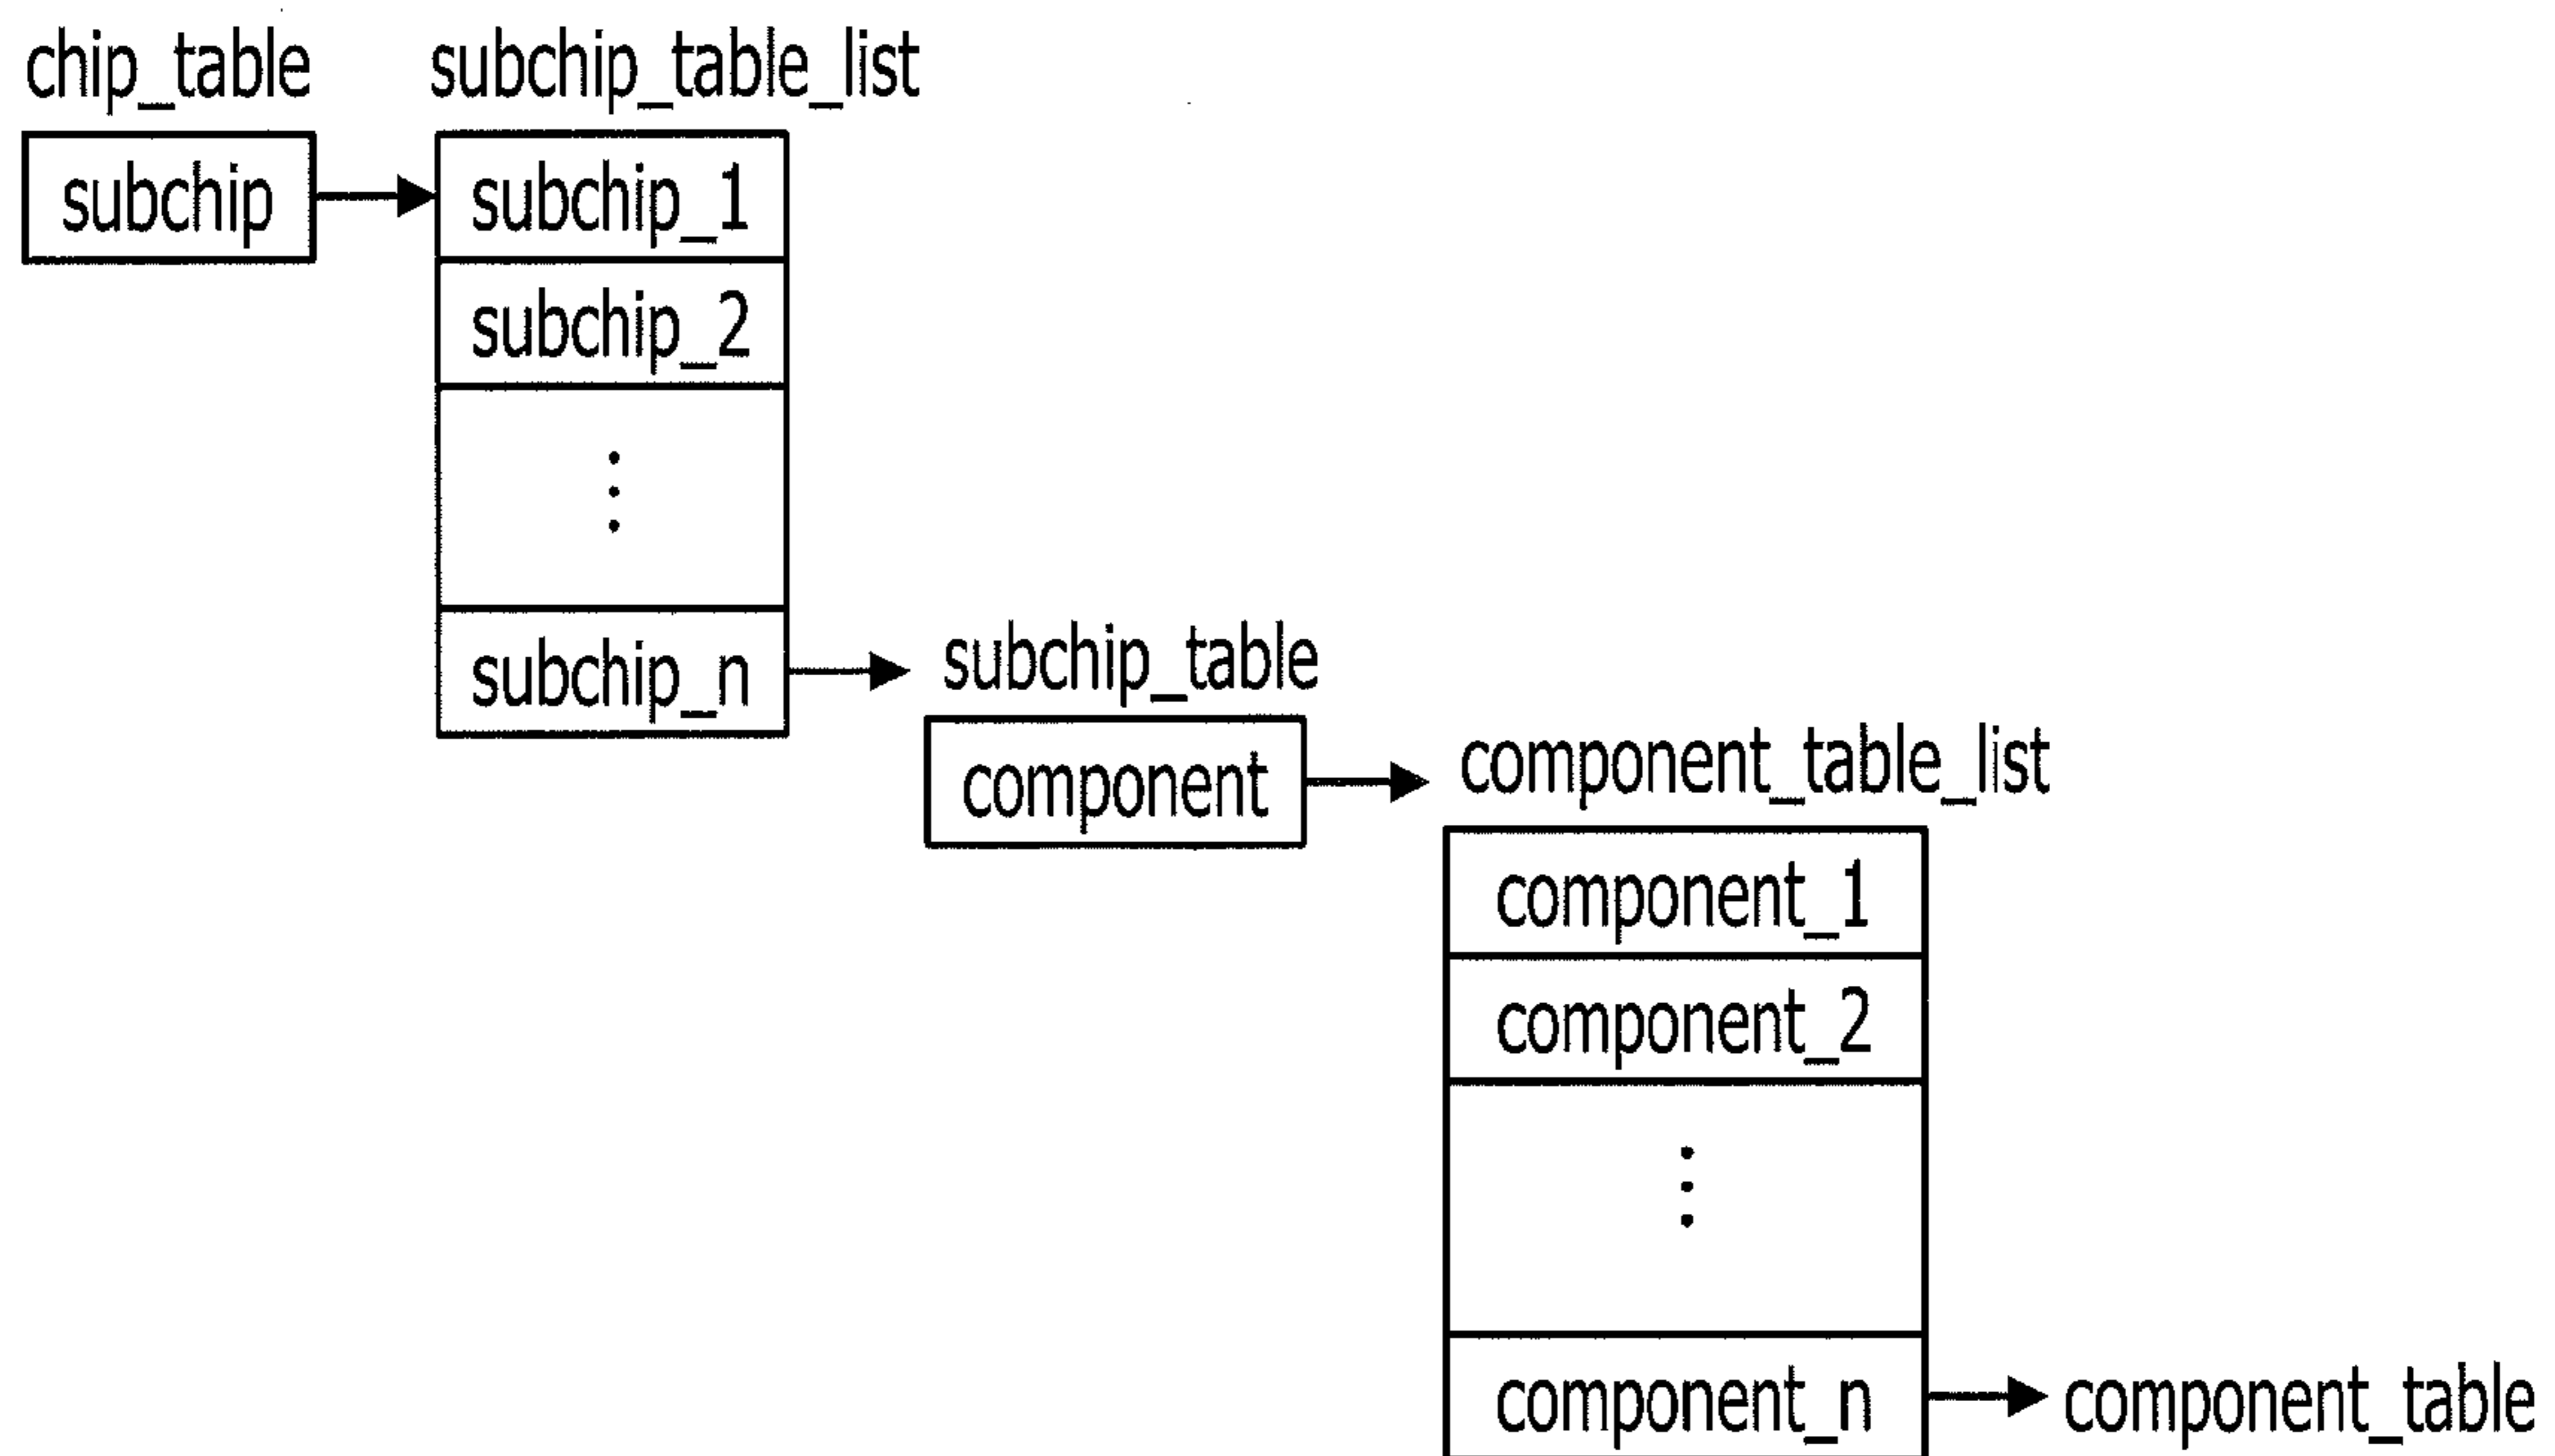 chip_table
subchip_table_list
subchip
subchip_1
subchip_2
subchip_n
subchip_table
component
component_table_list
component_1
component_2
component_n
component_table